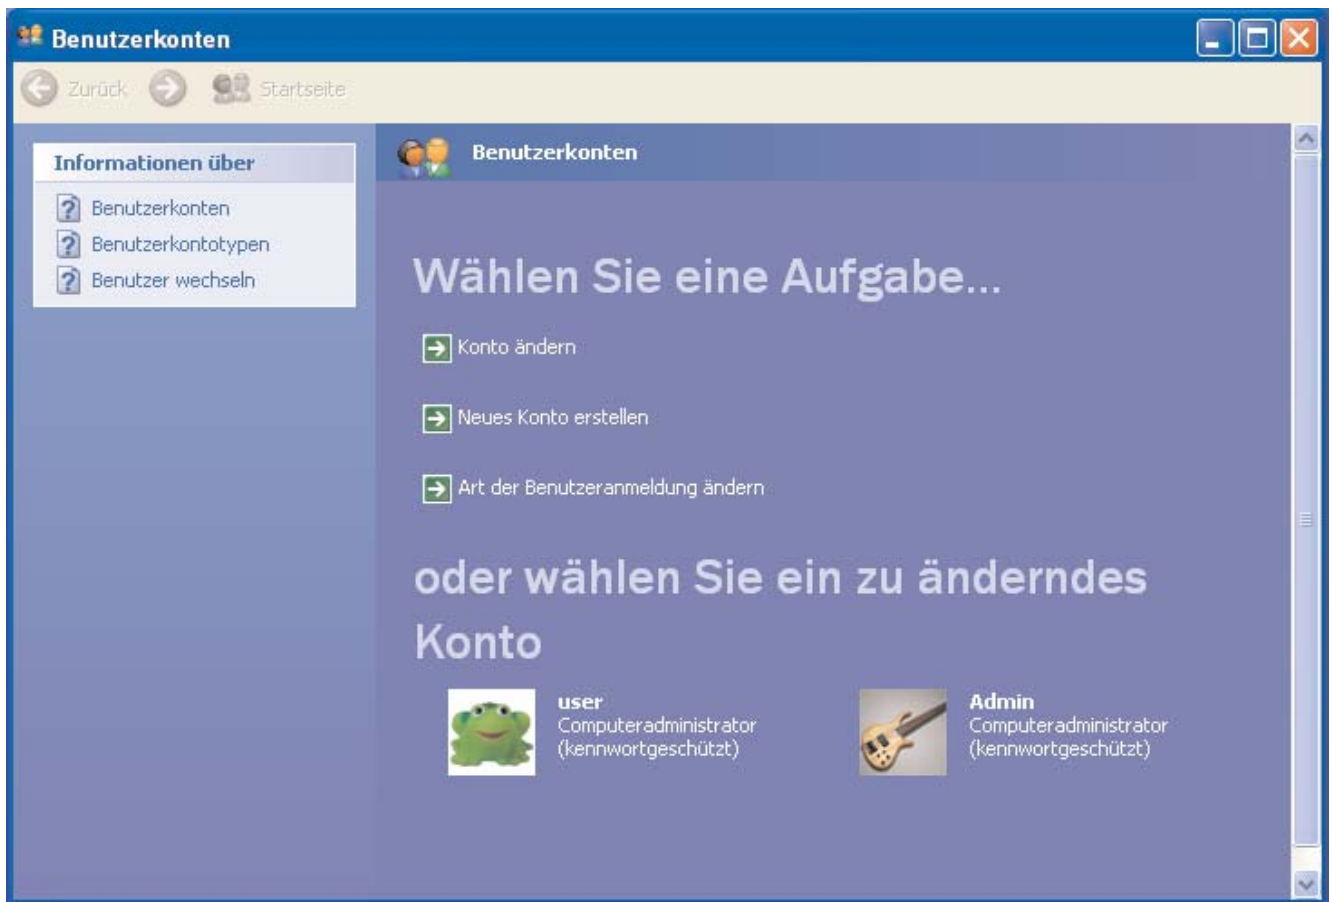 Benutzerkonten
Zurück Startseite
Informationen über
Benutzerkonten
Benutzerkontotypen
Benutzer wechseln
Benutzerkonten
Wählen Sie eine Aufgabe...
Konto ändern
Neues Konto erstellen
Art der Benutzeranmeldung ändern
oder wählen Sie ein zu änderndes
Konto
user
Computeradministrator
(kennwortgeschützt)
Admin
Computeradministrator
(kennwortgeschützt)